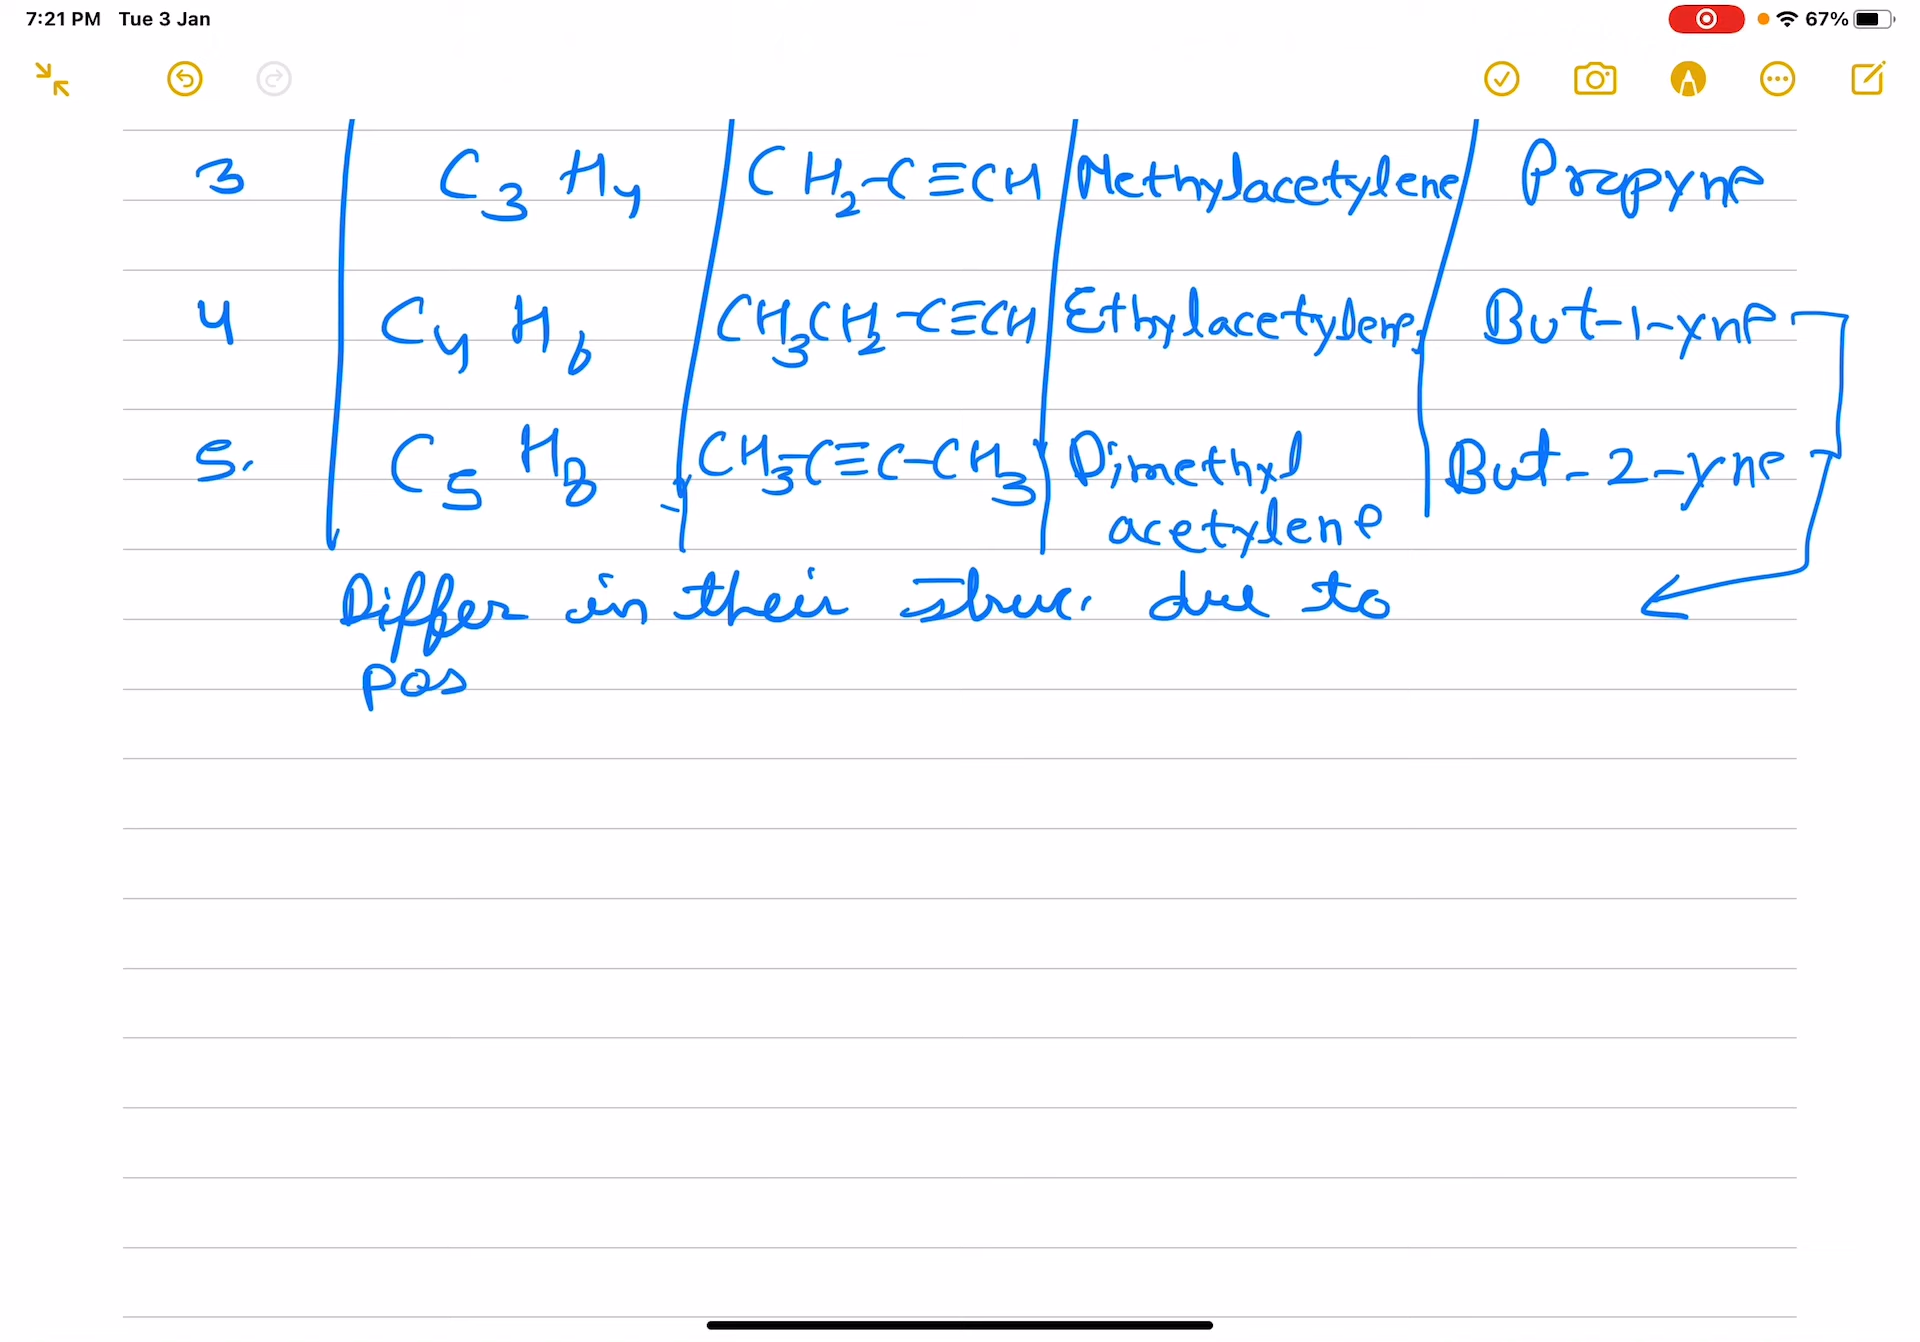 7:21 PM Tue 3 Jan 67%
3 C₃ H₄ CH₂-C≡CH Methylacetylene Propyne
4 C₄ H₆ CH₃CH₂-C≡CH Ethylacetylene But-1-yne
5. C₅ H₈ CH₃-C≡C-CH₃ Dimethyl But-2-yne
acetylene
Differ in their struc. due to
pos